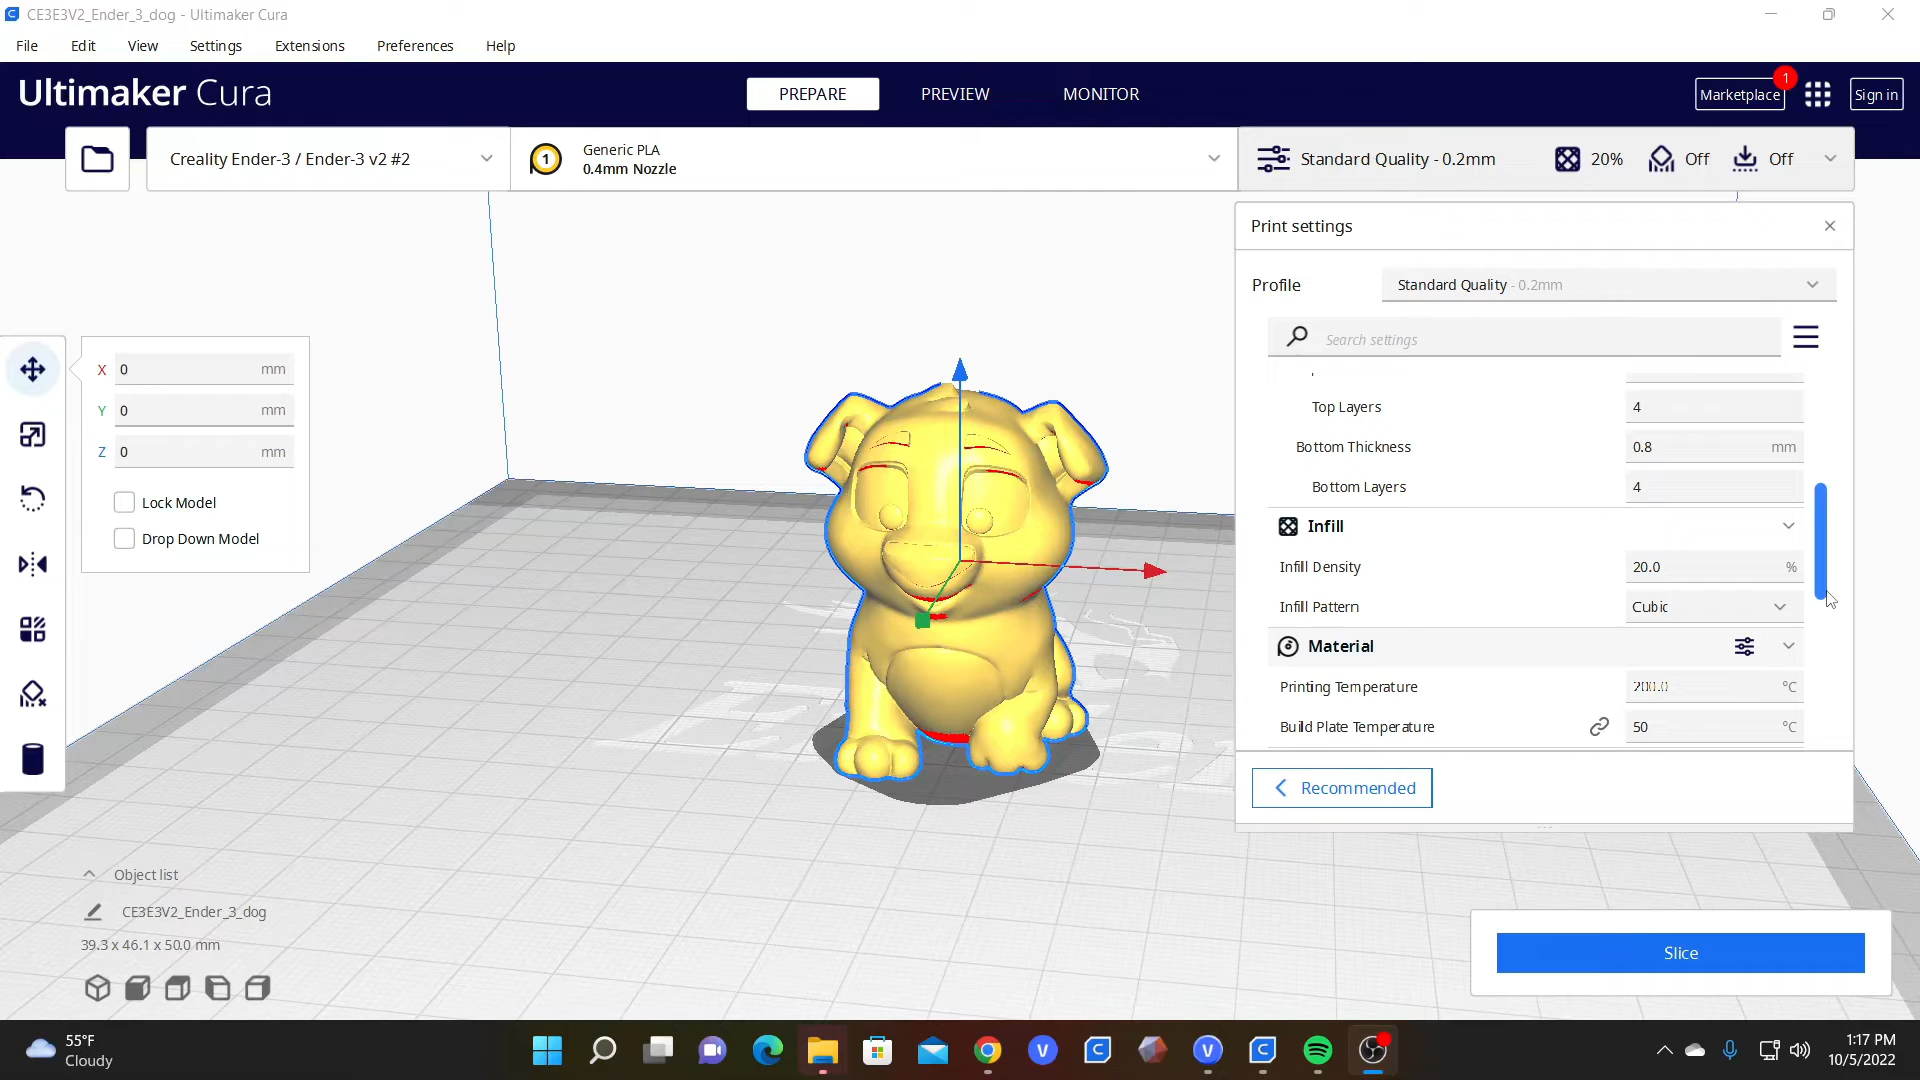 CE3E3V2_Ender_3_dog - Ultimaker Cura
File Edit View Settings Extensions Preferences Help
Ultimaker Cura
PREPARE PREVIEW MONITOR
Marketplace 1 Sign in
Creality Ender-3 / Ender-3 v2 #2
1 Generic PLA
0.4mm Nozzle
Standard Quality - 0.2mm 20% Off Off
Print settings
Profile Standard Quality - 0.2mm
Search settings
Top Layers 4
Bottom Thickness 0.8 mm
Bottom Layers 4
Infill
Infill Density 20.0 %
Infill Pattern Cubic
Material
Printing Temperature 200.0 °C
Build Plate Temperature 50 °C
Recommended
X 0 mm
Y 0 mm
Z 0 mm
Lock Model
Drop Down Model
Object list
CE3E3V2_Ender_3_dog
39.3 x 46.1 x 50.0 mm
Slice
55°F
Cloudy
1:17 PM
10/5/2022